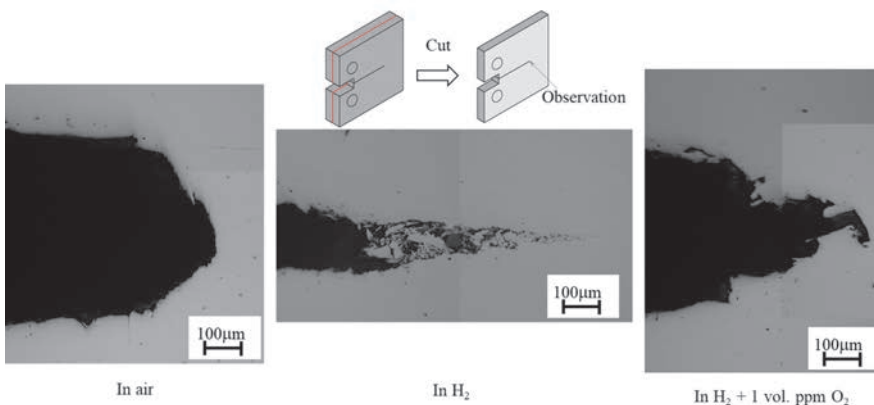 Cut
Observation
100μm
100μm
100μm
In air
In H₂
In H₂ + 1 vol. ppm O₂